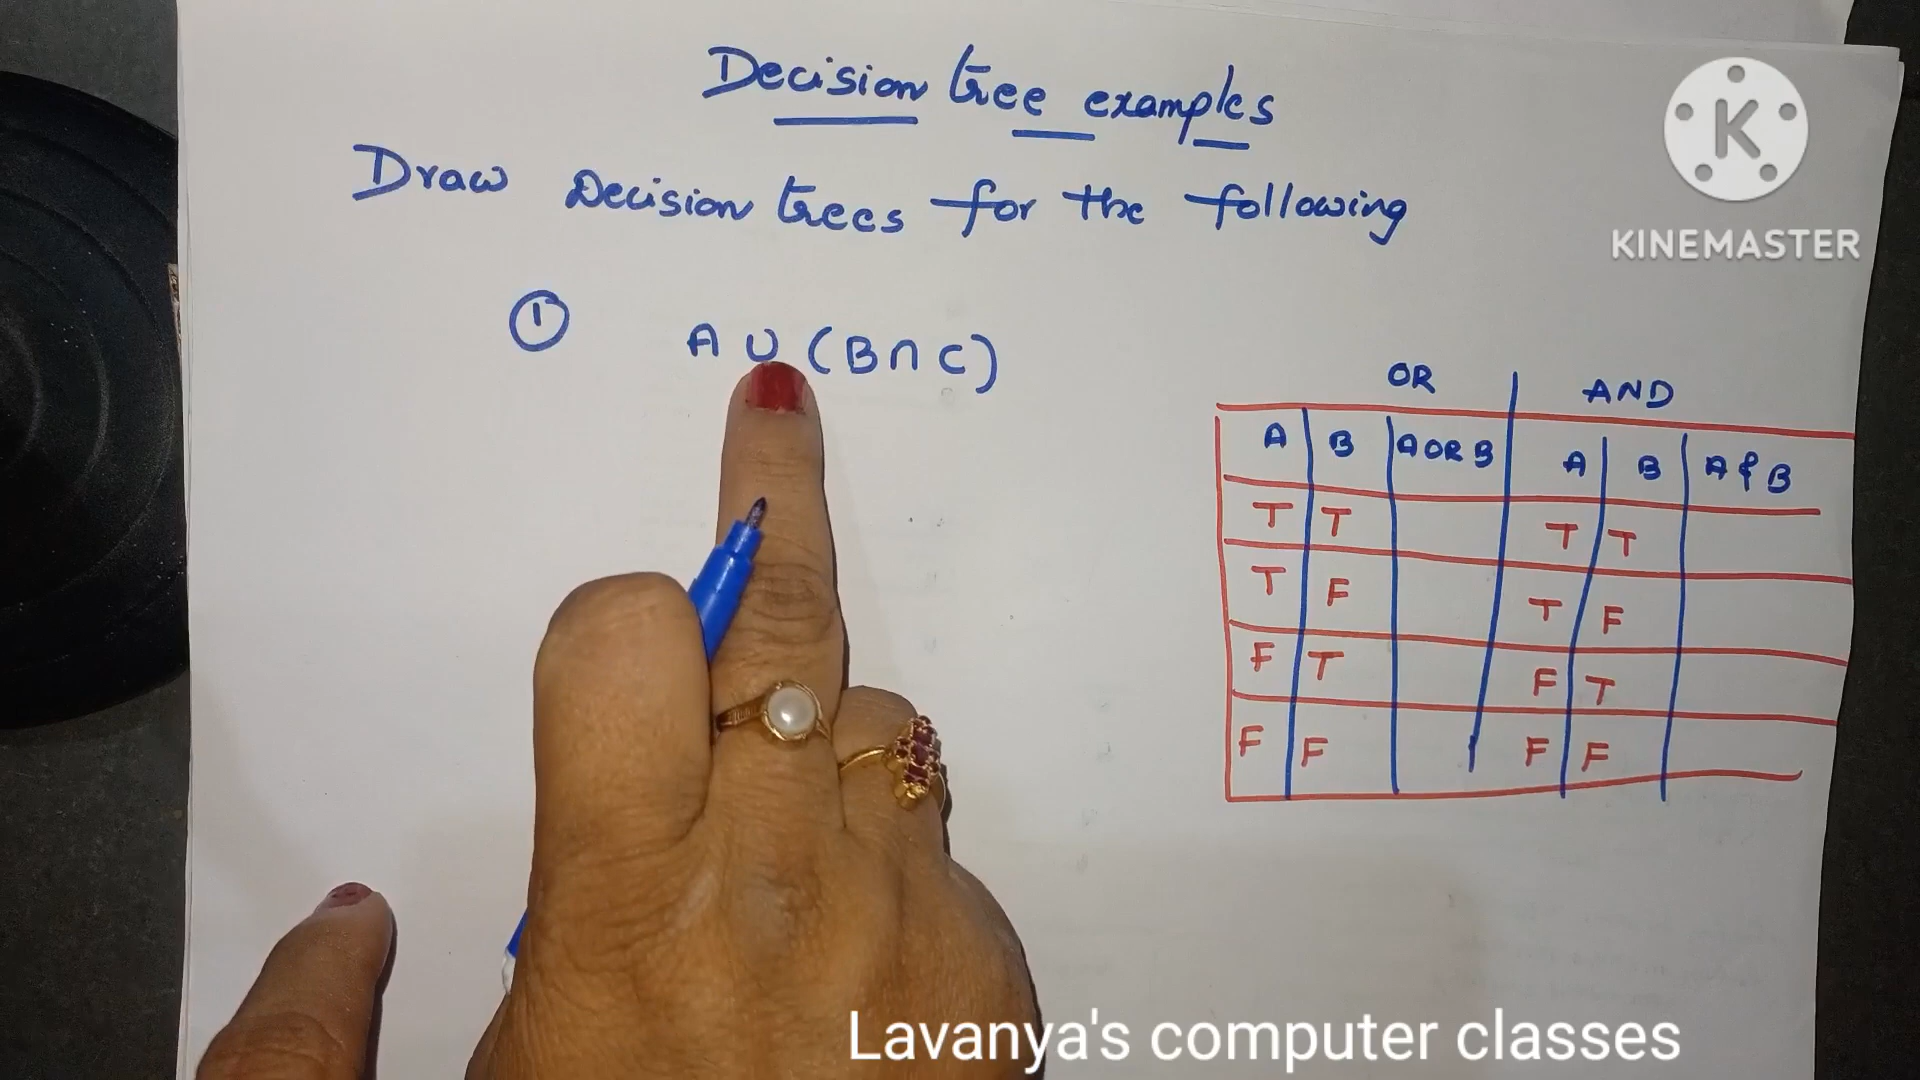 Decision tree examples
K
KINEMASTER
Draw Decision trees for the following
① A ∪ (B ∩ C)
OR AND
A B A OR B A B A & B
T T T T
T F T F
F T F T
F F F F
Lavanya's computer classes